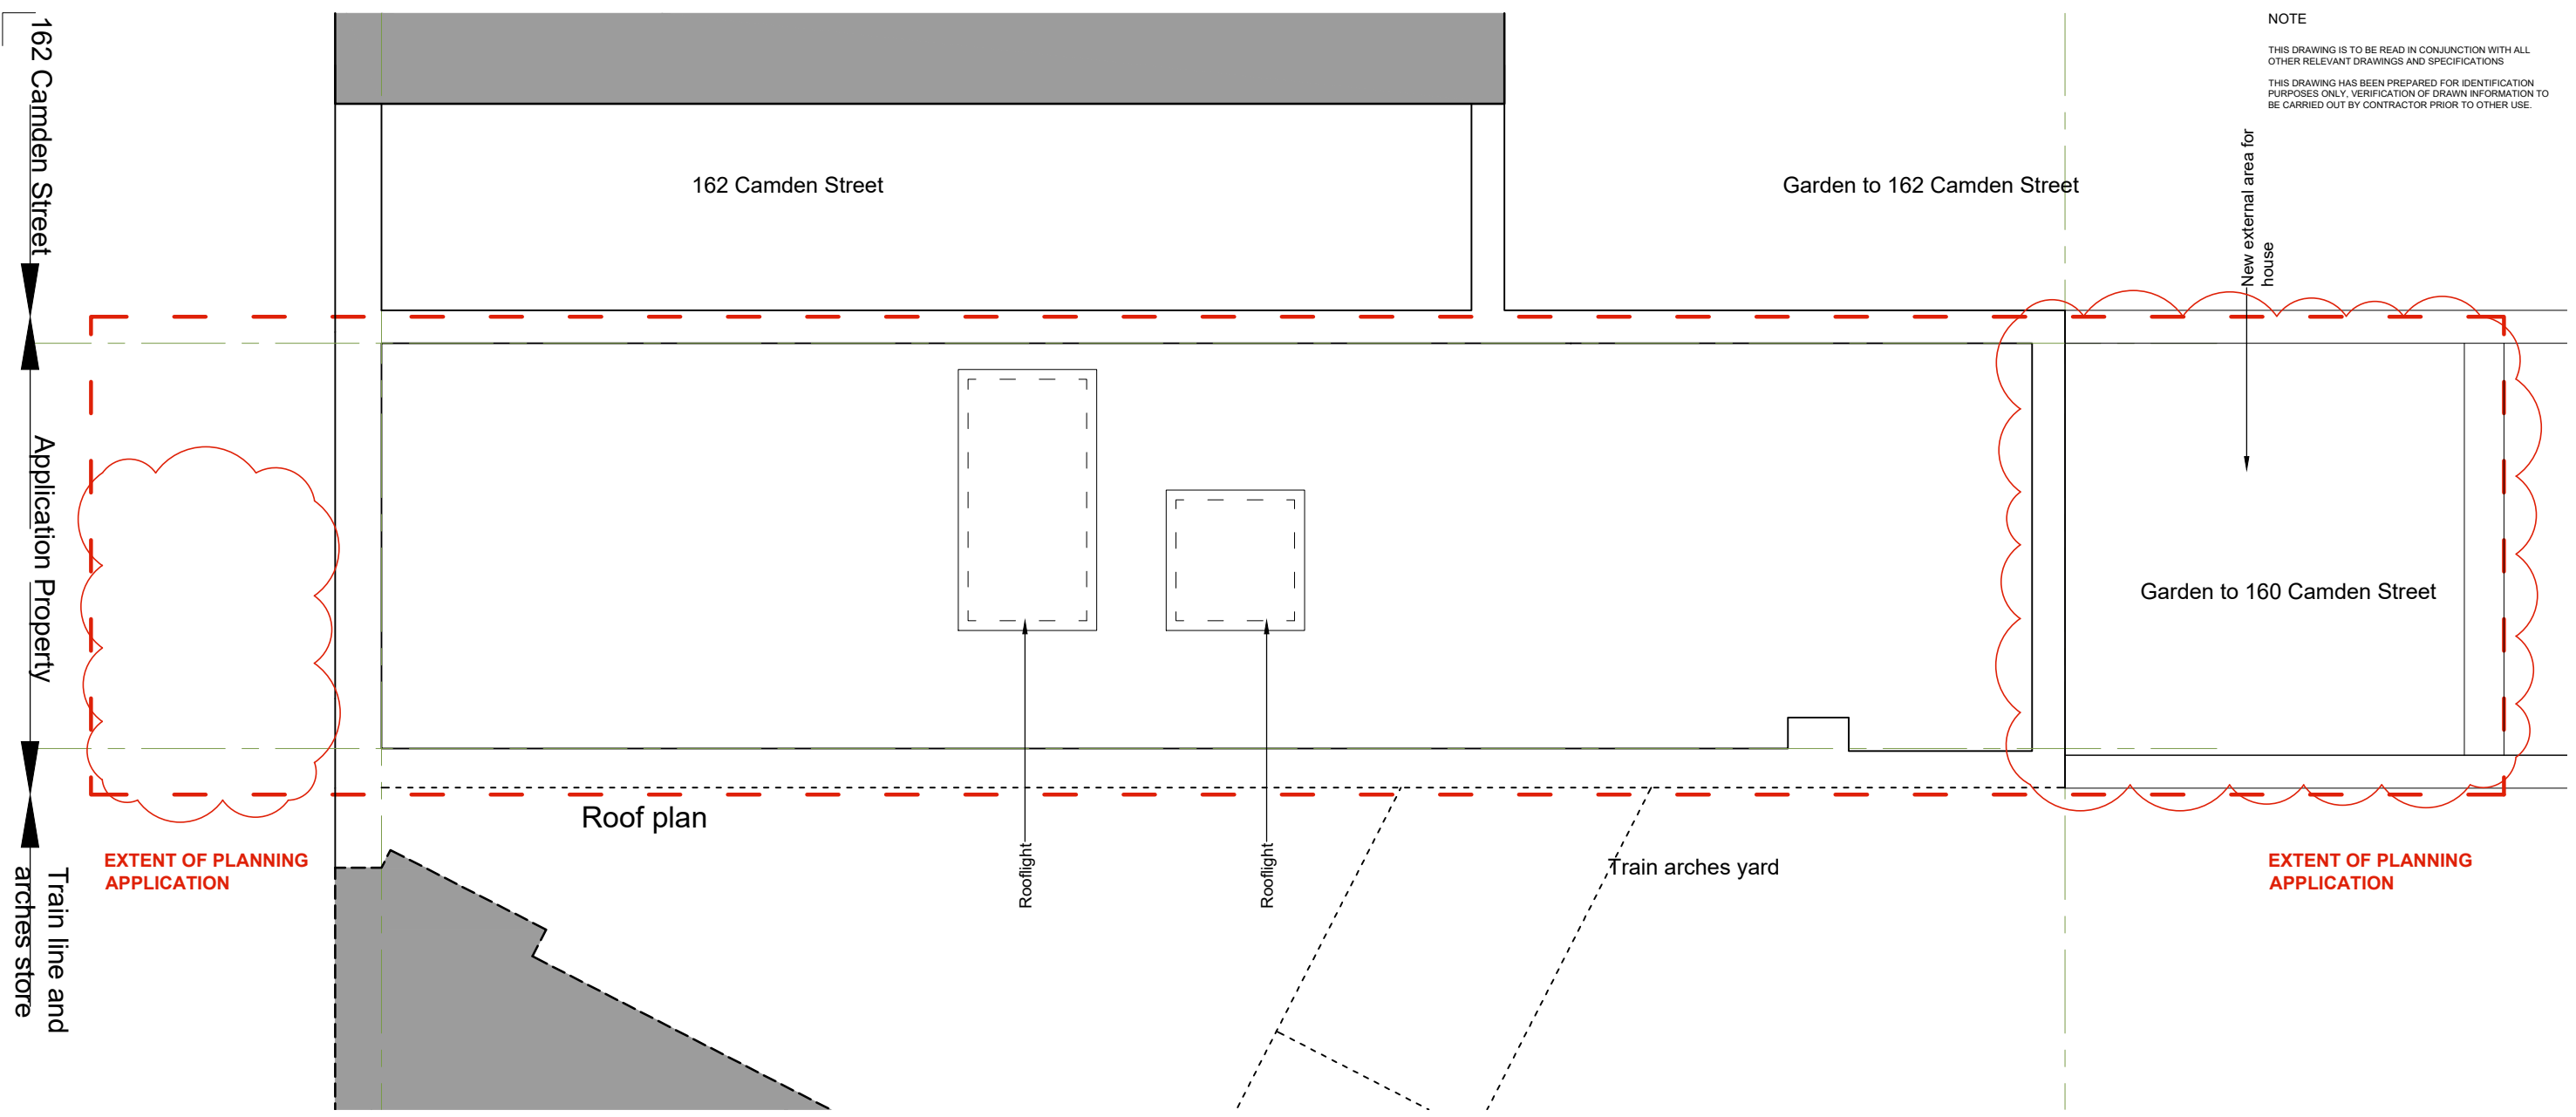 NOTE
THIS DRAWING IS TO BE READ IN CONJUNCTION WITH ALL
OTHER RELEVANT DRAWINGS AND SPECIFICATIONS
THIS DRAWING HAS BEEN PREPARED FOR IDENTIFICATION
PURPOSES ONLY, VERIFICATION OF DRAWN INFORMATION TO
BE CARRIED OUT BY CONTRACTOR PRIOR TO OTHER USE.
162 Camden Street
162 Camden Street
Garden to 162 Camden Street
New external area for
house
Application Property
Garden to 160 Camden Street
Roof plan
Rooflight
Rooflight
Train arches yard
EXTENT OF PLANNING
APPLICATION
EXTENT OF PLANNING
APPLICATION
Train line and
arches store